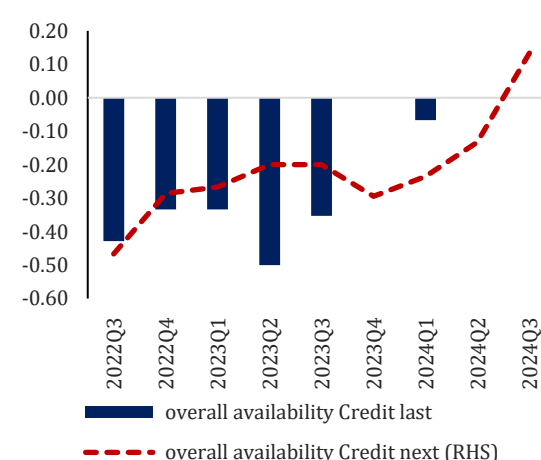 0.20
0.10
0.00
-0.10
-0.20
-0.30
-0.40
-0.50
-0.60
2022Q3
2022Q4
2023Q1
2023Q2
2023Q3
2023Q4
2024Q1
2024Q2
2024Q3
overall availability Credit last
overall availability Credit next (RHS)